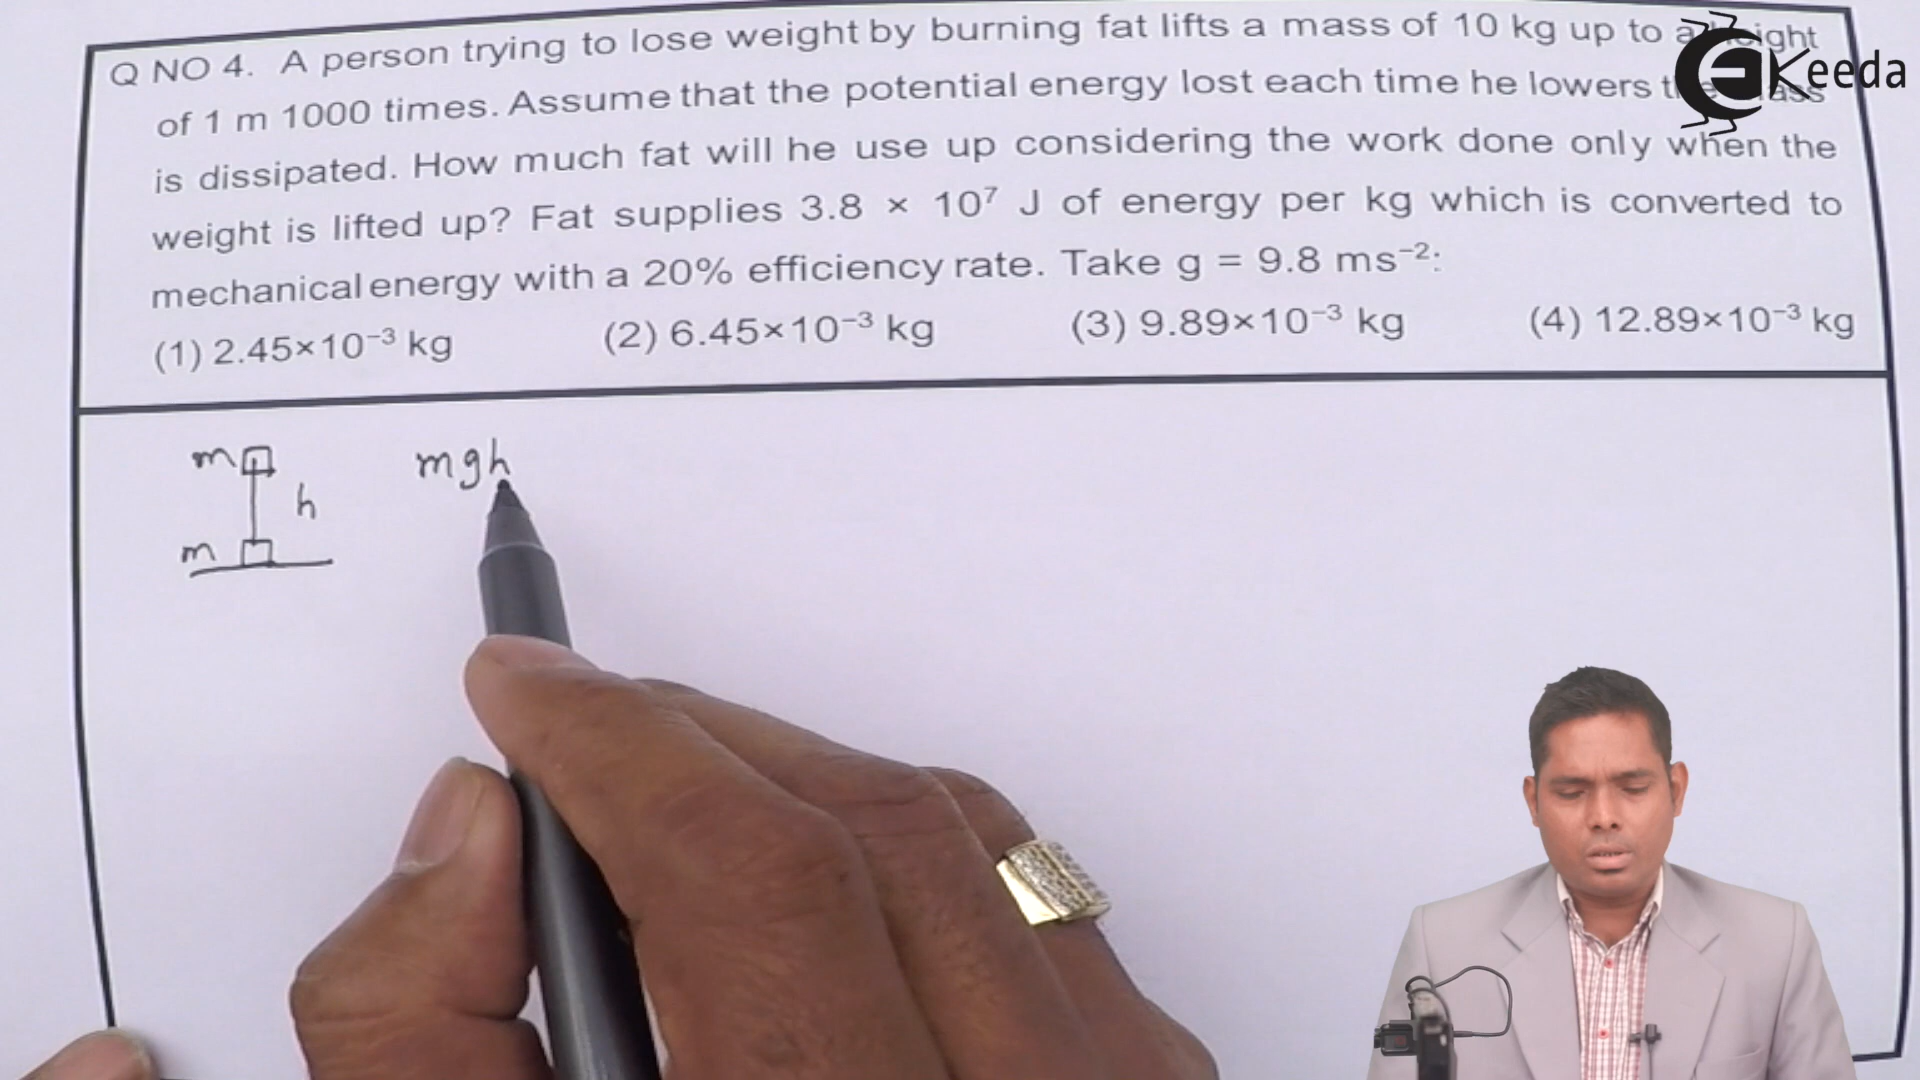 Q NO 4. A person trying to lose weight by burning fat lifts a mass of 10 kg up to a height
of 1 m 1000 times. Assume that the potential energy lost each time he lowers the mass
is dissipated. How much fat will he use up considering the work done only when the
weight is lifted up? Fat supplies 3.8 × 10⁷ J of energy per kg which is converted to
mechanical energy with a 20% efficiency rate. Take g = 9.8 ms⁻²:
(1) 2.45×10⁻³ kg (2) 6.45×10⁻³ kg (3) 9.89×10⁻³ kg (4) 12.89×10⁻³ kg
Keeda
m mgh
h
m